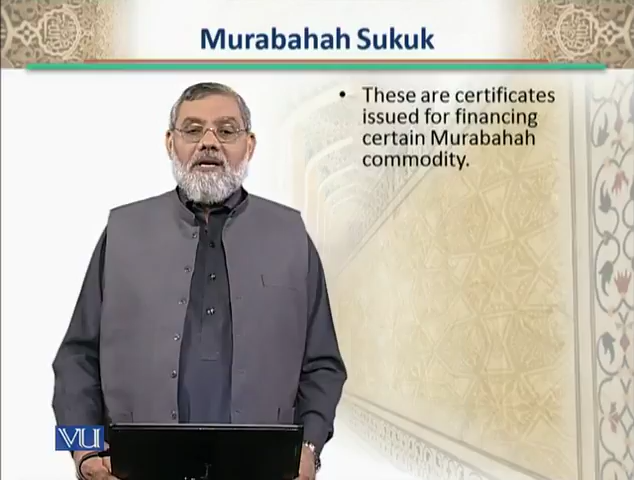 Murabahah Sukuk
• These are certificates
issued for financing
certain Murabahah
commodity.
VU